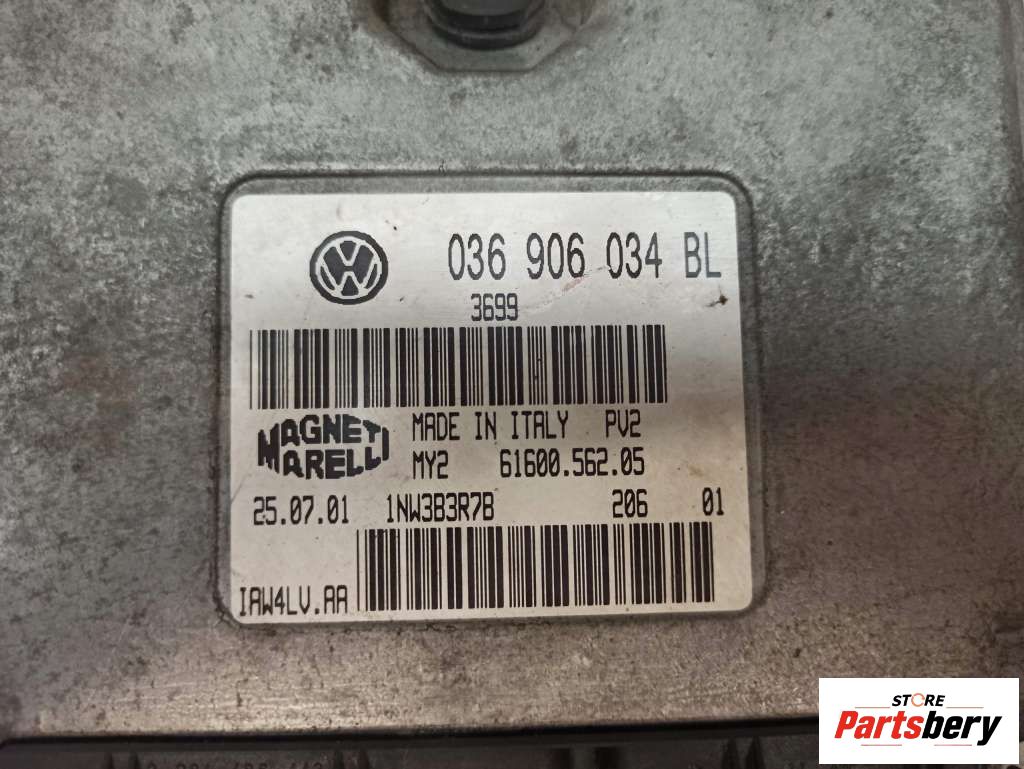 036 906 034 BL
3699
MAGNETI MARELLI
MADE IN ITALY PV2
MY2 61600.562.05
25.07.01 1NW3B3R7B 206 01
IAW4LV.AA
STORE
Partsbery